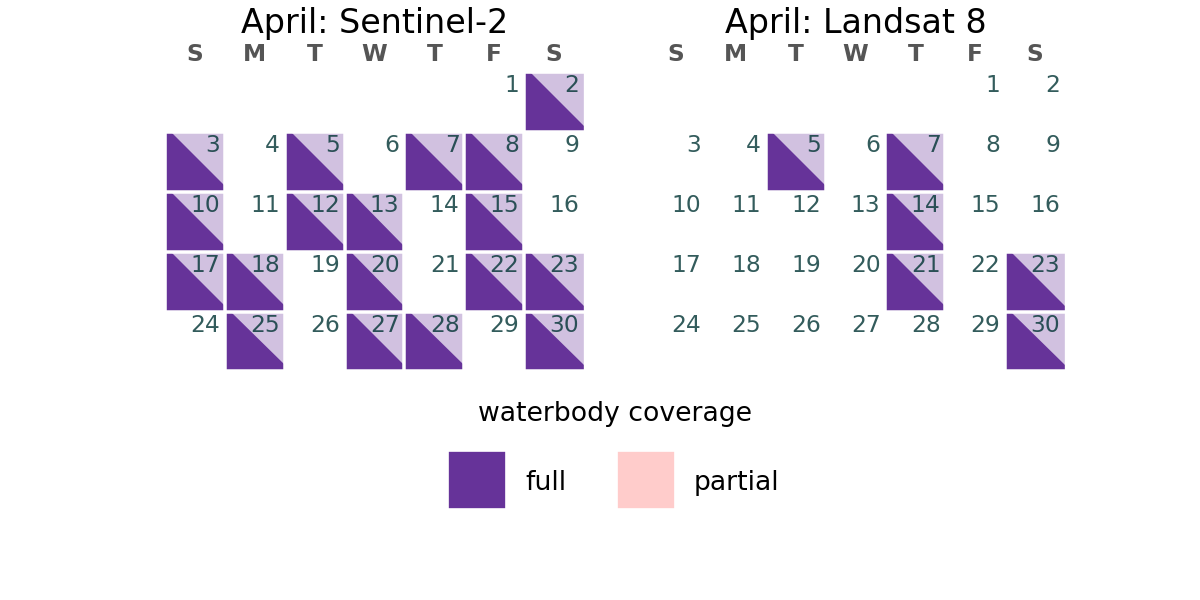 April: Sentinel-2
S M T W T F S
1 2
3 4 5 6 7 8 9
10 11 12 13 14 15 16
17 18 19 20 21 22 23
24 25 26 27 28 29 30
April: Landsat 8
S M T W T F S
1 2
3 4 5 6 7 8 9
10 11 12 13 14 15 16
17 18 19 20 21 22 23
24 25 26 27 28 29 30
waterbody coverage
full
partial